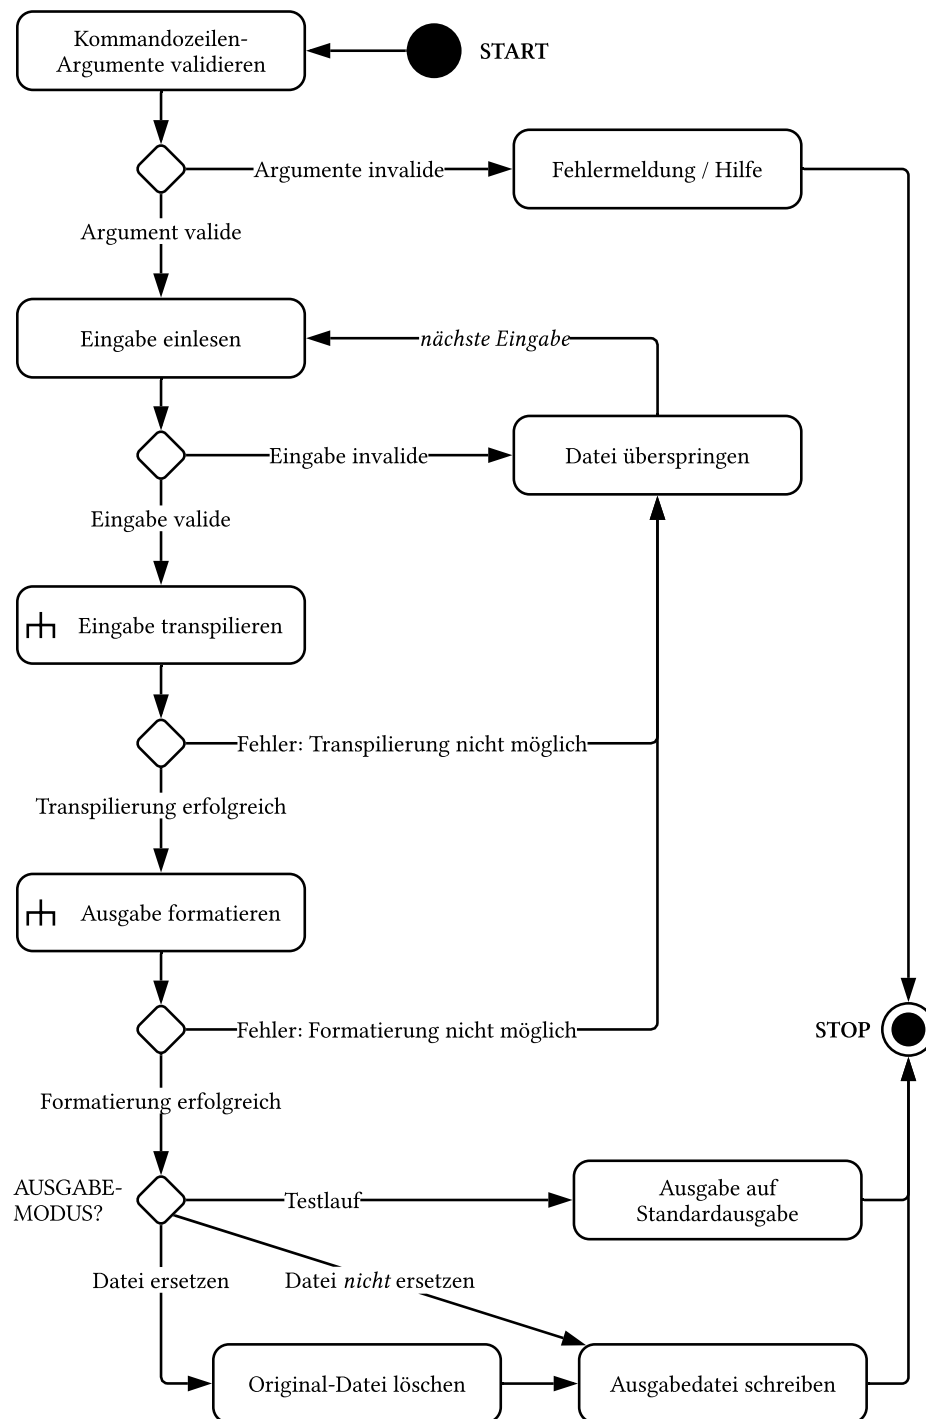 Kommandozeilen-
Argumente validieren
START
Argumente invalide
Fehlermeldung / Hilfe
Argument valide
Eingabe einlesen
nächste Eingabe
Eingabe invalide
Datei überspringen
Eingabe valide
Eingabe transpilieren
Fehler: Transpilierung nicht möglich
Transpilierung erfolgreich
Ausgabe formatieren
Fehler: Formatierung nicht möglich
STOP
Formatierung erfolgreich
AUSGABE-
MODUS?
Testlauf
Ausgabe auf
Standardausgabe
Datei ersetzen
Datei nicht ersetzen
Original-Datei löschen
Ausgabedatei schreiben